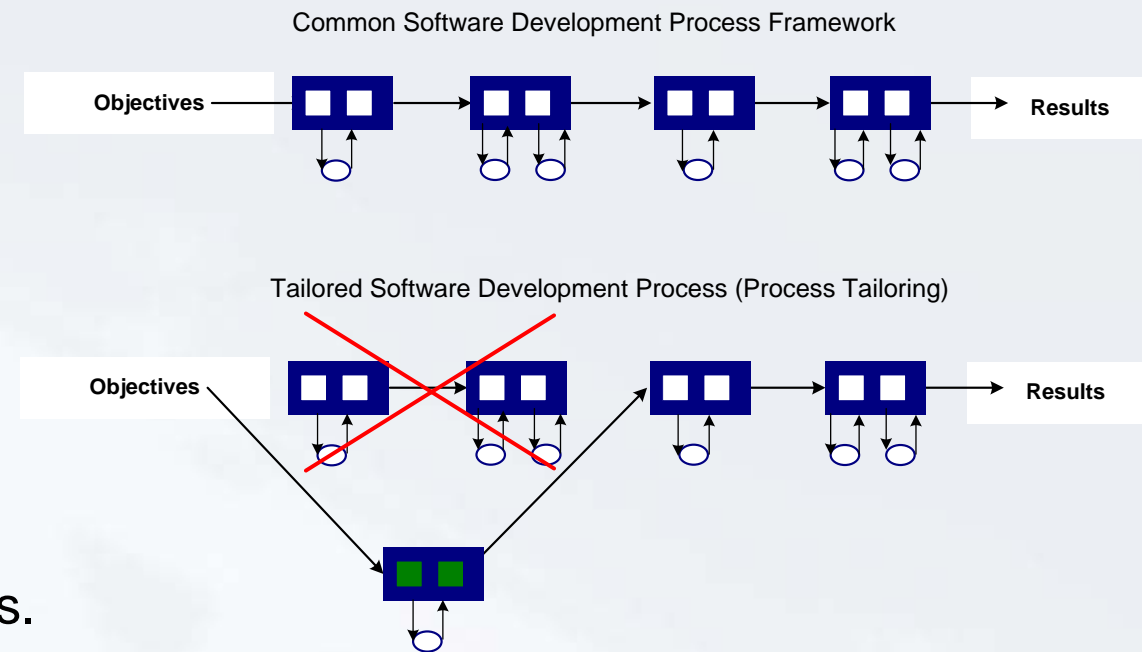 Common Software Development Process Framework
Objectives
Results
Tailored Software Development Process (Process Tailoring)
Objectives
Results
s.